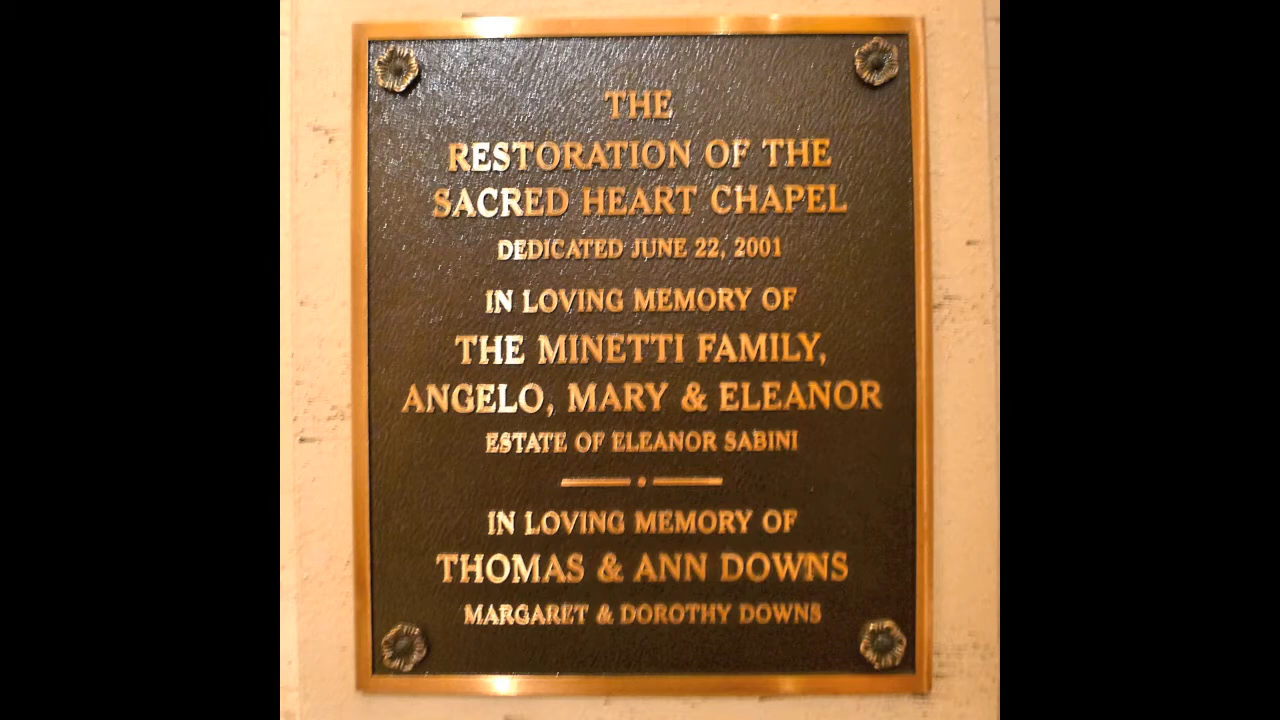 THE
RESTORATION OF THE
SACRED HEART CHAPEL
DEDICATED JUNE 22, 2001
IN LOVING MEMORY OF
THE MINETTI FAMILY,
ANGELO, MARY & ELEANOR
ESTATE OF ELEANOR SABINI
IN LOVING MEMORY OF
THOMAS & ANN DOWNS
MARGARET & DOROTHY DOWNS